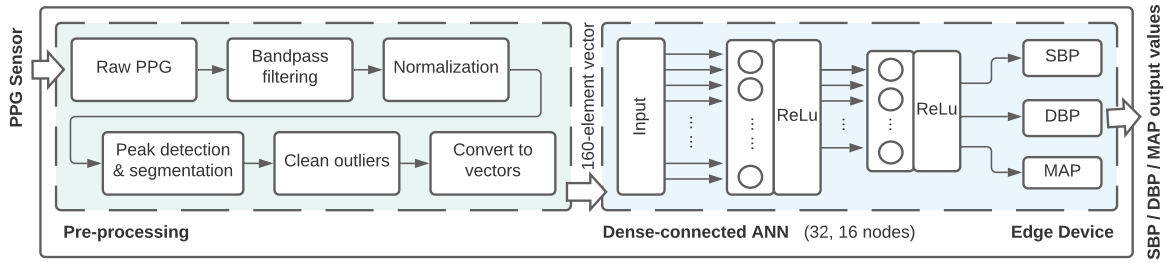 PPG Sensor
Raw PPG
Bandpass
filtering
Normalization
Peak detection
& segmentation
Clean outliers
Convert to
vectors
Pre-processing
160-element vector
Input
ReLu
ReLu
SBP
DBP
MAP
Dense-connected ANN (32, 16 nodes)
Edge Device
SBP / DBP / MAP output values